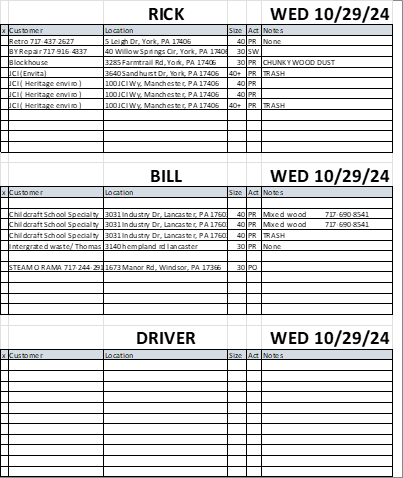 RICK WED 10/29/24
x Customer Location Size Act Notes
Retro 717-437-2627 5 Leigh Dr, York, PA 17406 40 PR None
BY Repair 717-916-4337 40 Willow Springs Cir, York, PA 17406 30 SW
Blockhouse 3285 Farmtrail Rd, York, PA 17406 30 PR CHUNKY WOOD DUST
JCI (Envita) 3640 Sandhurst Dr, York, PA 17406 40+ PR TRASH
JCI ( Heritage enviro ) 100 JCI Wy, Manchester, PA 17406 40 PR
JCI ( Heritage enviro ) 100 JCI Wy, Manchester, PA 17406 40 PR
JCI ( Heritage enviro ) 100 JCI Wy, Manchester, PA 17406 40+ PR TRASH
BILL WED 10/29/24
x Customer Location Size Act Notes
Childcraft School Specialty 3031 Industry Dr, Lancaster, PA 1760 40 PR Mixed wood 717-690-8541
Childcraft School Specialty 3031 Industry Dr, Lancaster, PA 1760 40 PR Mixed wood 717-690-8541
Childcraft School Specialty 3031 Industry Dr, Lancaster, PA 1760 40 PR TRASH
Intergrated waste/ Thomas 3140 hempland rd lancaster 30 PR None
STEAM O RAMA 717-244-291 1673 Manor Rd, Windsor, PA 17366 30 PO
DRIVER WED 10/29/24
x Customer Location Size Act Notes